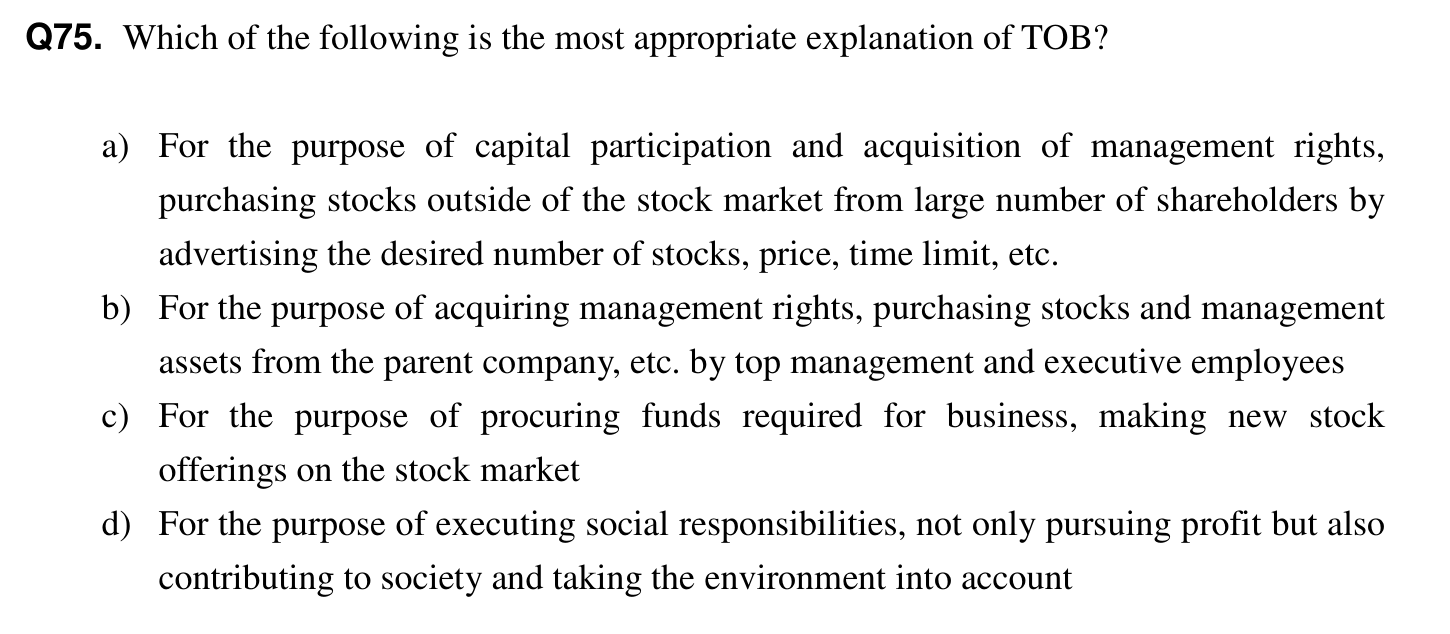 Q75. Which of the following is the most appropriate explanation of TOB?
a) For the purpose of capital participation and acquisition of management rights,
purchasing stocks outside of the stock market from large number of shareholders by
advertising the desired number of stocks, price, time limit, etc.
b) For the purpose of acquiring management rights, purchasing stocks and management
assets from the parent company, etc. by top management and executive employees
c) For the purpose of procuring funds required for business, making new stock
offerings on the stock market
d) For the purpose of executing social responsibilities, not only pursuing profit but also
contributing to society and taking the environment into account